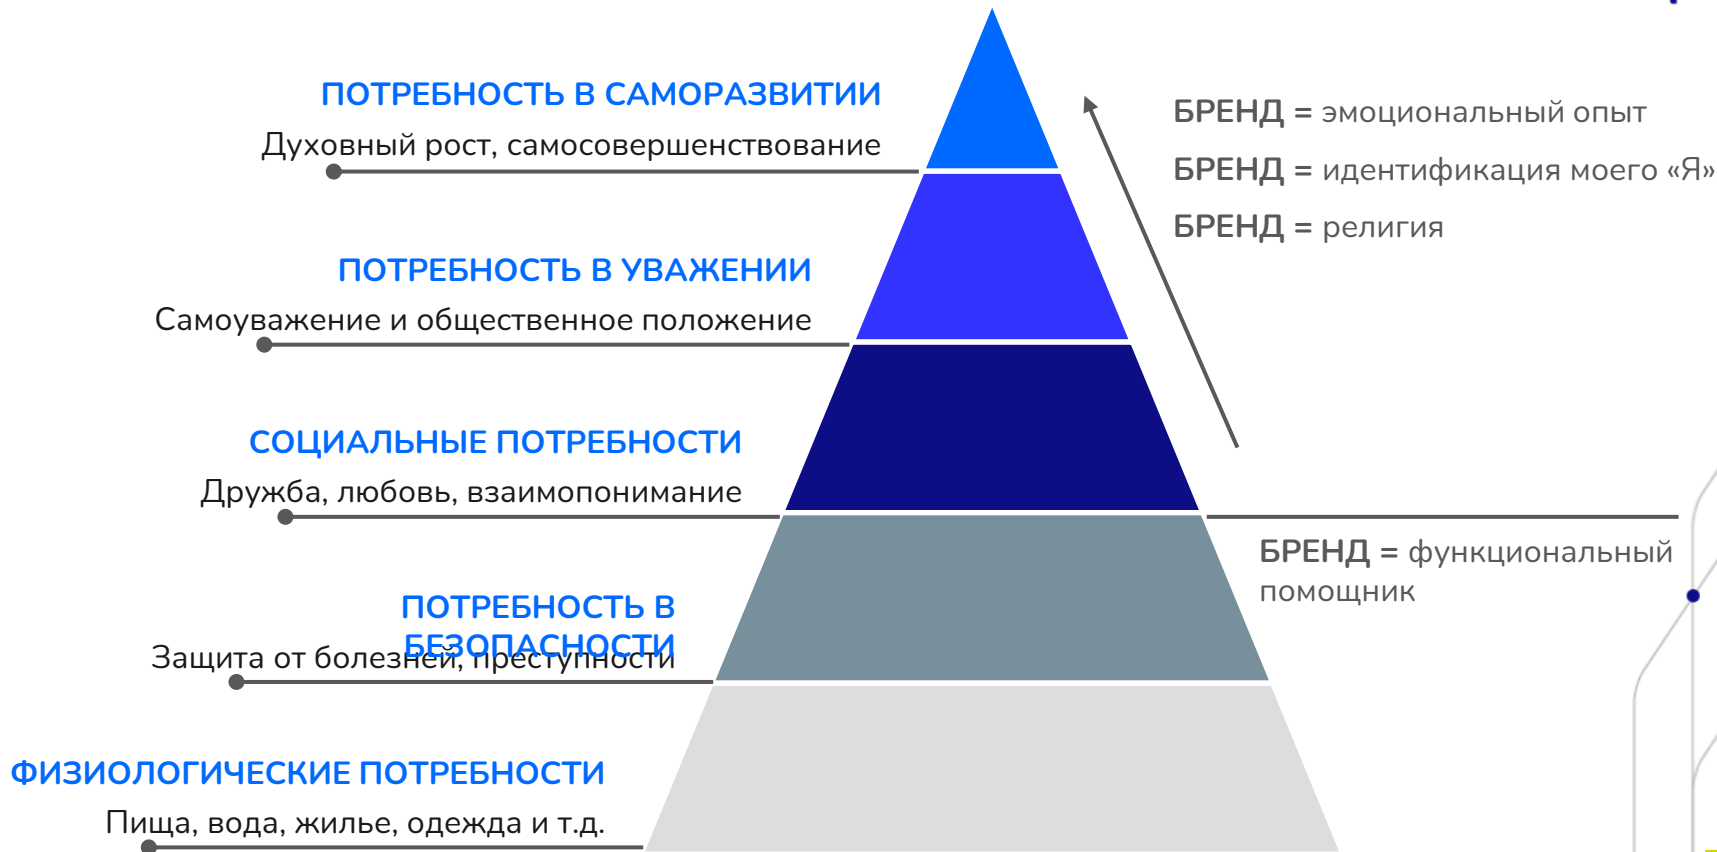 ПОТРЕБНОСТЬ В САМОРАЗВИТИИ
Духовный рост, самосовершенствование
ПОТРЕБНОСТЬ В УВАЖЕНИИ
Самоуважение и общественное положение
СОЦИАЛЬНЫЕ ПОТРЕБНОСТИ
Дружба, любовь, взаимопонимание
ПОТРЕБНОСТЬ В
БЕЗОПАСНОСТИ
Защита от болезней, преступности
ФИЗИОЛОГИЧЕСКИЕ ПОТРЕБНОСТИ
Пища, вода, жилье, одежда и т.д.
БРЕНД = эмоциональный опыт
БРЕНД = идентификация моего «Я»
БРЕНД = религия
БРЕНД = функциональный
помощник